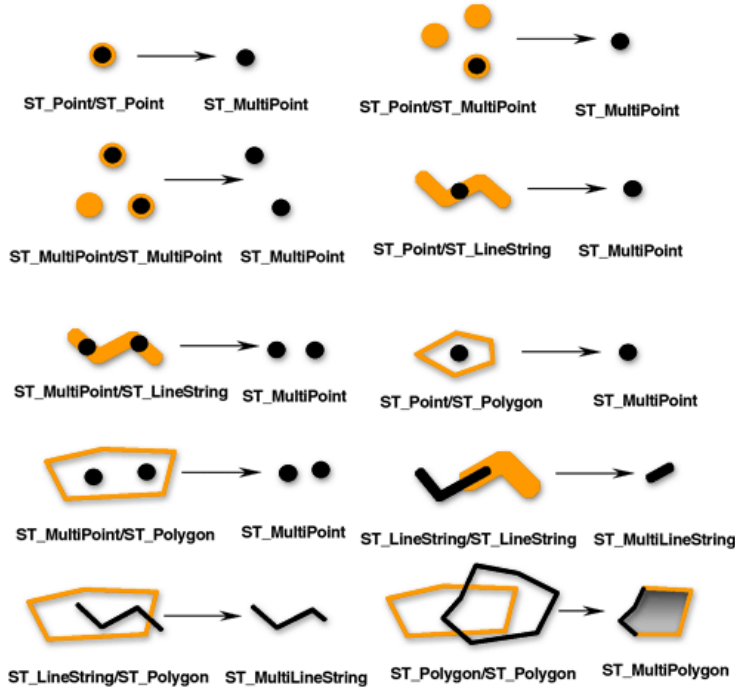 ST_Point/ST_Point ST_MultiPoint
ST_Point/ST_MultiPoint ST_MultiPoint
ST_MultiPoint/ST_MultiPoint ST_MultiPoint
ST_Point/ST_LineString ST_MultiPoint
ST_MultiPoint/ST_LineString ST_MultiPoint
ST_Point/ST_Polygon ST_MultiPoint
ST_MultiPoint/ST_Polygon ST_MultiPoint
ST_LineString/ST_LineString ST_MultiLineString
ST_LineString/ST_Polygon ST_MultiLineString
ST_Polygon/ST_Polygon ST_MultiPolygon